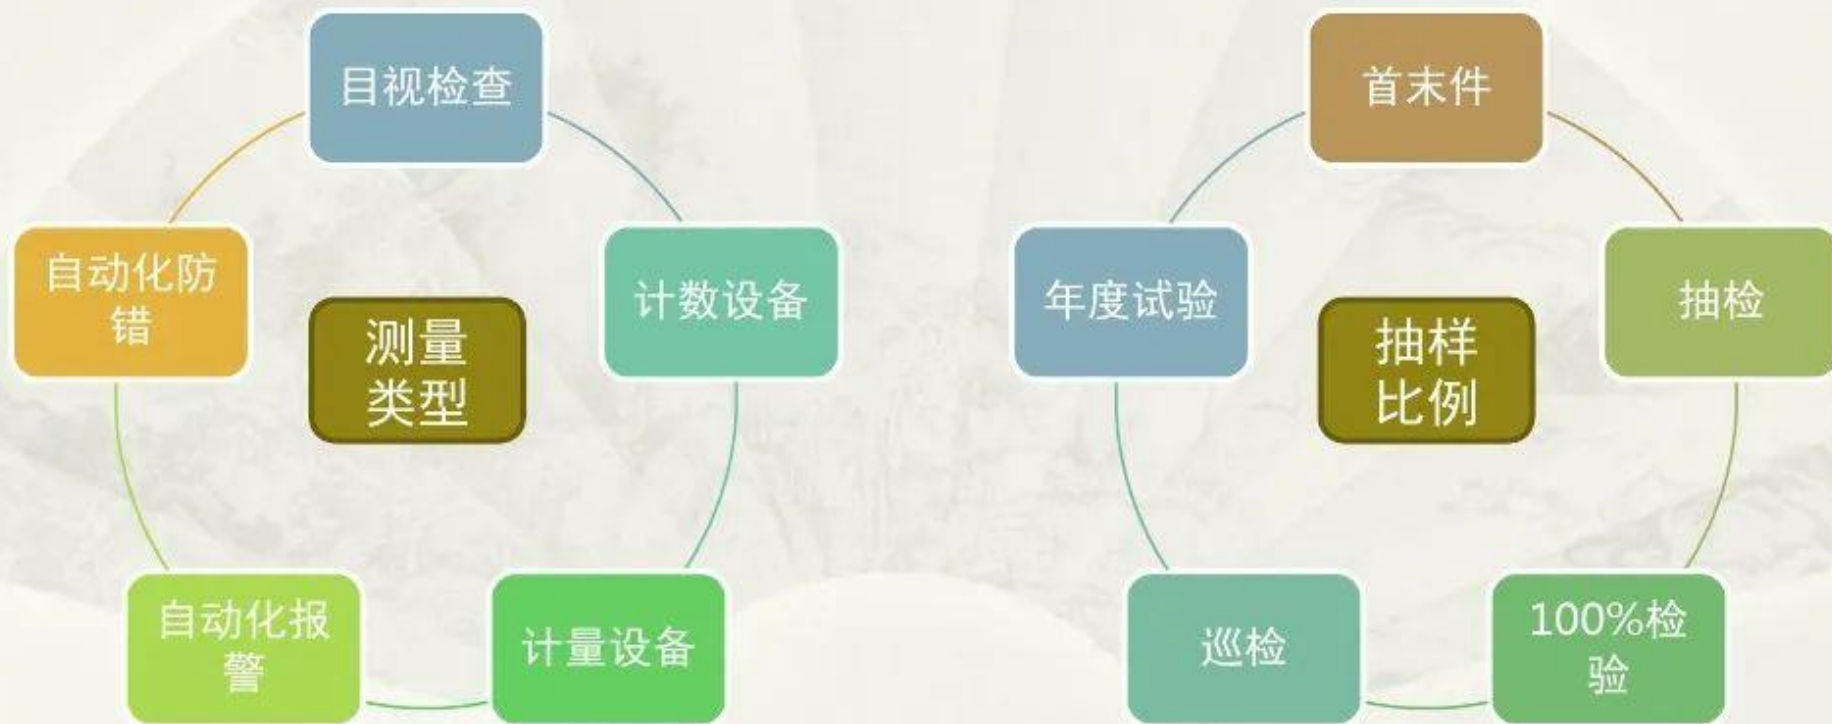 目视检查
自动化防
错
测量
类型
计数设备
自动化报
警
计量设备
首末件
年度试验
抽样
比例
抽检
巡检
100%检
验